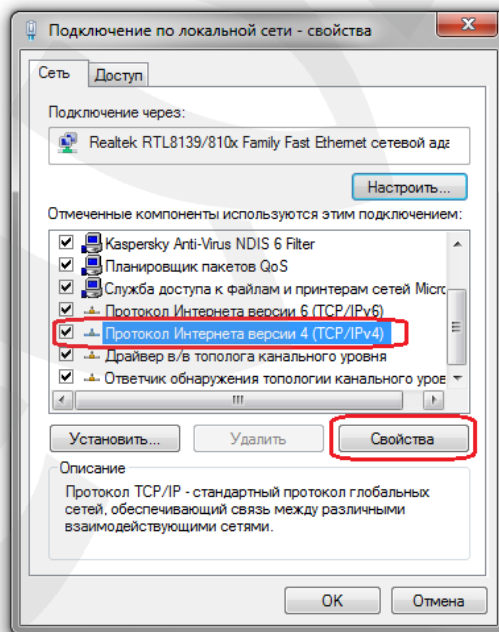 Подключение по локальной сети - свойства
Сеть
Доступ
Подключение через:
Realtek RTL8139/810x Family Fast Ethernet сетевой ада
Настроить...
Отмеченные компоненты используются этим подключением:
Kaspersky Anti-Virus NDIS 6 Filter
Планировщик пакетов QoS
Служба доступа к файлам и принтерам сетей Micro
Протокол Интернета версии 6 (TCP/IPv6)
Протокол Интернета версии 4 (TCP/IPv4)
Драйвер в/в тополога канального уровня
Ответчик обнаружения топологии канального уров
Установить...
Удалить
Свойства
Описание
Протокол TCP/IP - стандартный протокол глобальных
сетей, обеспечивающий связь между различными
взаимодействующими сетями.
OK
Отмена